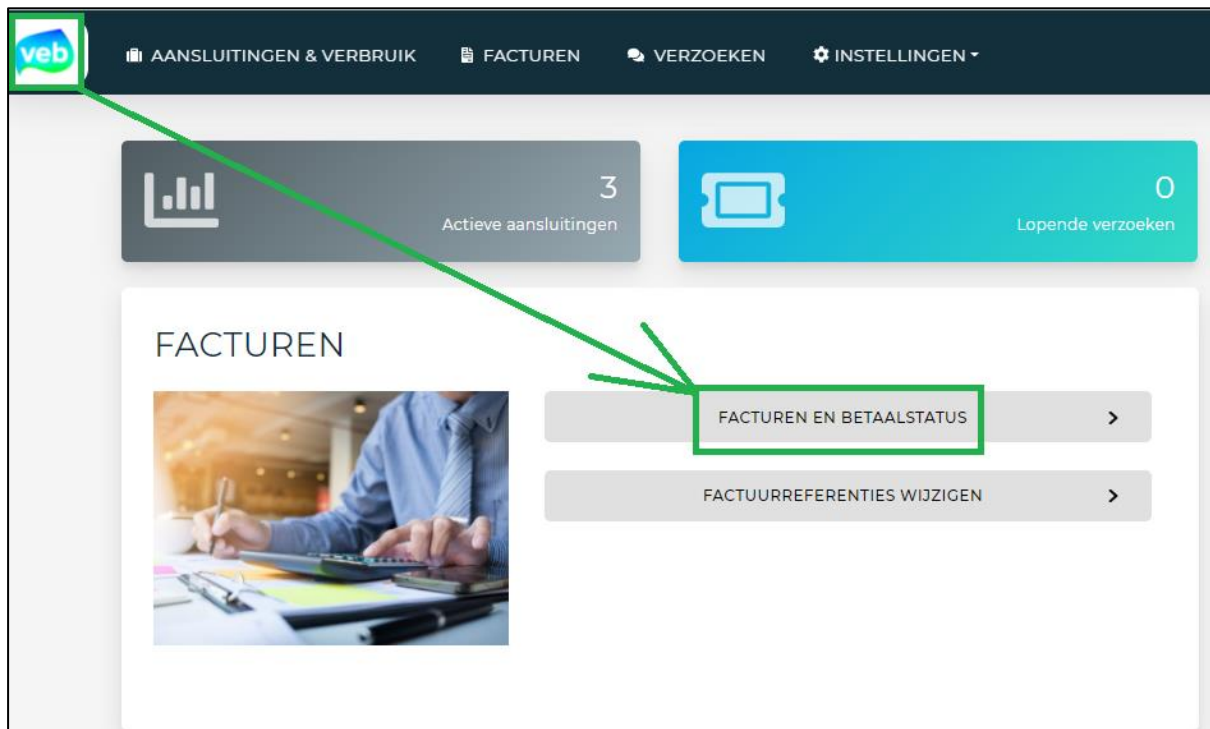 veb
AANSLUITINGEN & VERBRUIK
FACTUREN
VERZOEKEN
INSTELLINGEN
3
Actieve aansluitingen
0
Lopende verzoeken
FACTUREN
FACTUREN EN BETAALSTATUS
FACTUURREFERENTIES WIJZIGEN